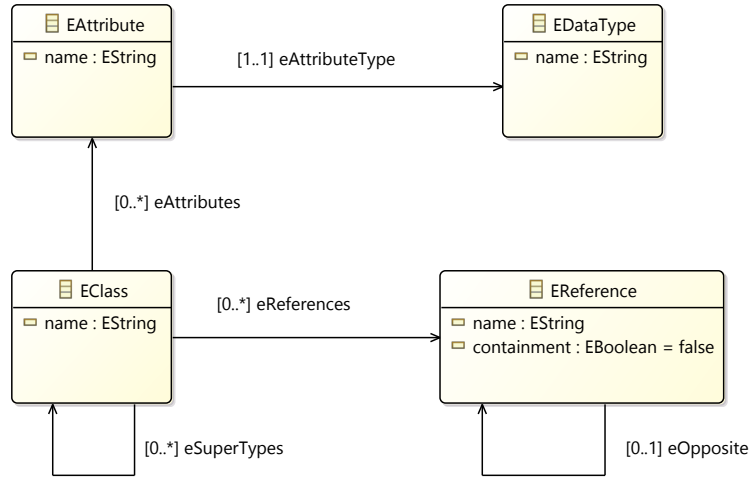 EAttribute
name : EString
[1..1] eAttributeType
EDataType
name : EString
[0..*] eAttributes
EClass
name : EString
[0..*] eReferences
EReference
name : EString
containment : EBoolean = false
[0..*] eSuperTypes
[0..1] eOpposite